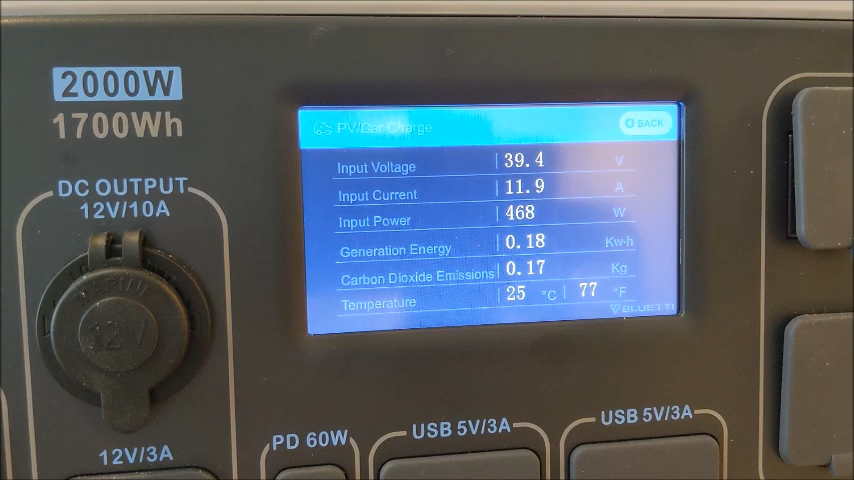 2000W
1700Wh
DC OUTPUT
12V/10A
MARINE
12V
12V/3A
PV/Car Charge
BACK
Input Voltage 39.4 V
Input Current 11.9 A
Input Power 468 W
Generation Energy 0.18 Kw·h
Carbon Dioxide Emissions 0.17 Kg
Temperature 25 °C 77 °F
BLUETTI
PD 60W
USB 5V/3A
USB 5V/3A